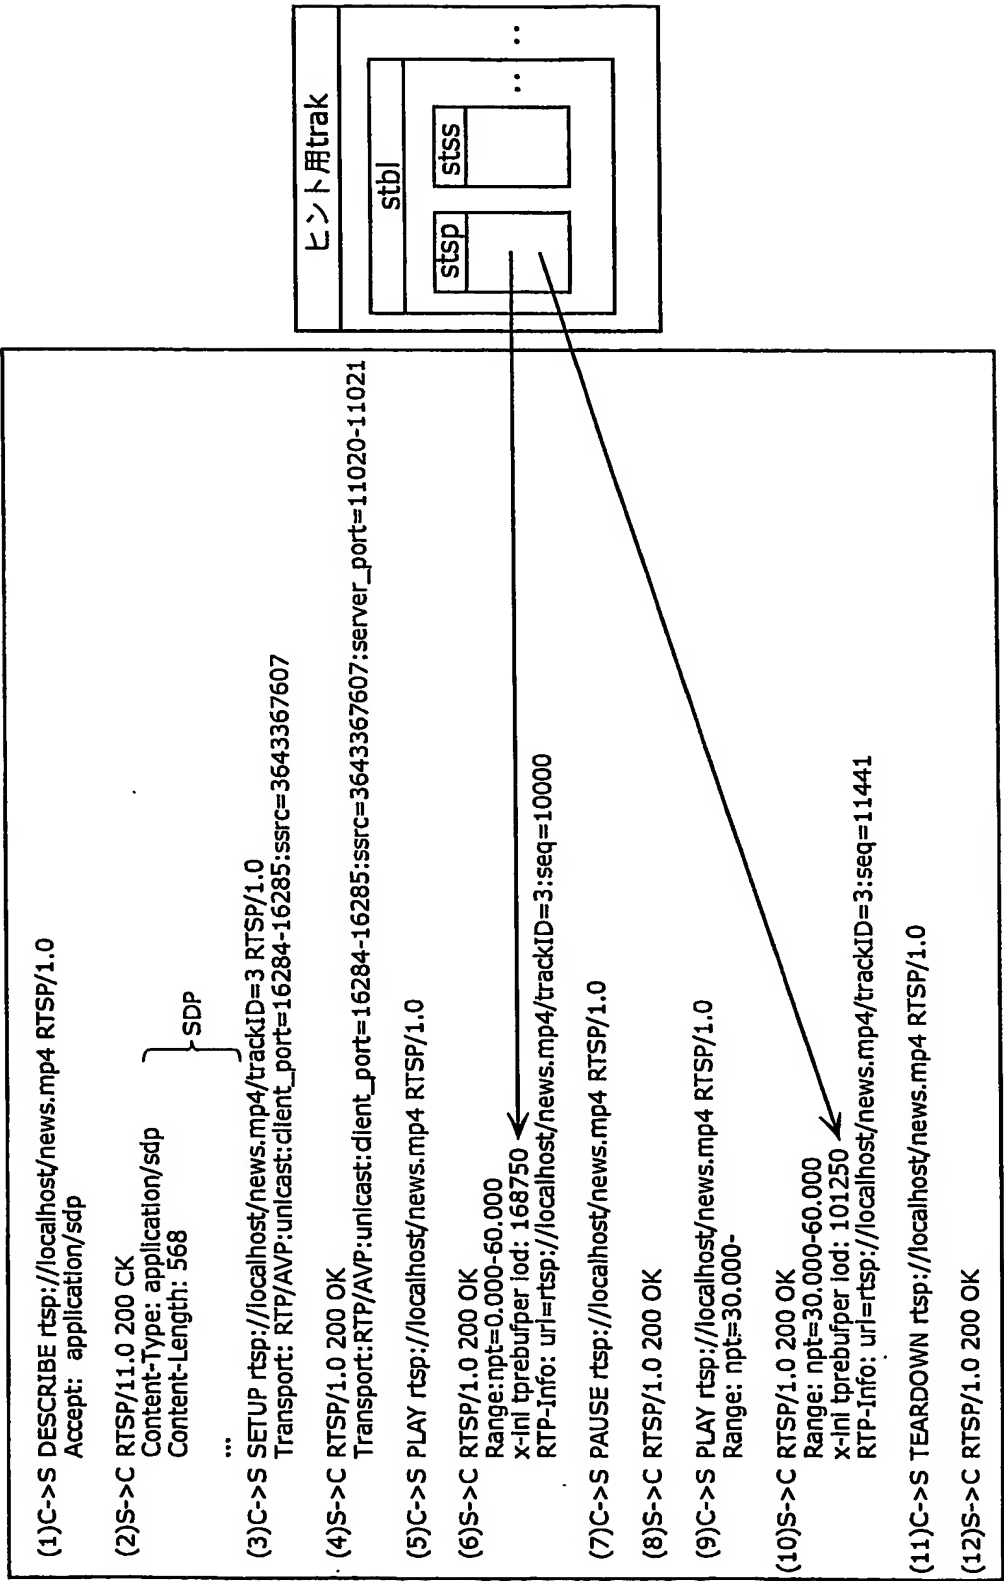 (1)C->S DESCRIBE rtsp://localhost/news.mp4 RTSP/1.0
Accept: application/sdp
(2)S->C RTSP/11.0 200 CK
Content-Type: application/sdp
Content-Length: 568
SDP
...
(3)C->S SETUP rtsp://localhost/news.mp4/trackID=3 RTSP/1.0
Transport: RTP/AVP:unicast:client_port=16284-16285:ssrc=3643367607
(4)S->C RTSP/1.0 200 OK
Transport:RTP/AVP:unicast:client_port=16284-16285:ssrc=3643367607:server_port=11020-11021
(5)C->S PLAY rtsp://localhost/news.mp4 RTSP/1.0
(6)S->C RTSP/1.0 200 OK
Range:npt=0.000-60.000
x-ini tprebufper iod: 168750
RTP-Info: url=rtsp://localhost/news.mp4/trackID=3:seq=10000
(7)C->S PAUSE rtsp://localhost/news.mp4 RTSP/1.0
(8)S->C RTSP/1.0 200 OK
(9)C->S PLAY rtsp://localhost/news.mp4 RTSP/1.0
Range: npt=30.000-
(10)S->C RTSP/1.0 200 OK
Range: npt=30.000-60.000
x-ini tprebufper iod: 101250
RTP-Info: url=rtsp://localhost/news.mp4/trackID=3:seq=11441
(11)C->S TEARDOWN rtsp://localhost/news.mp4 RTSP/1.0
(12)S->C RTSP/1.0 200 OK
ヒント用trak
stbl
stsp
stss